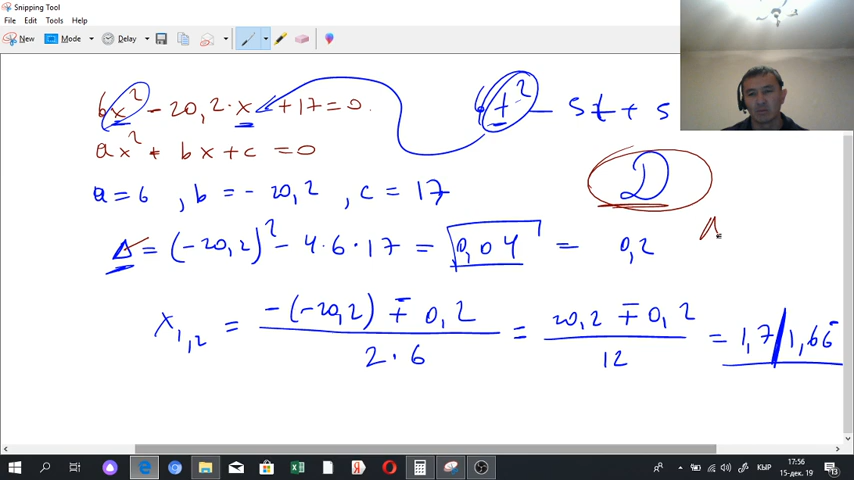 Snipping Tool
File Edit Tools Help
New Mode Delay
6x² - 20,2·x + 17 = 0.
6t² - 5t + 5
ax² + bx + c = 0
D
a = 6 , b = - 20,2 , c = 17
Δ = (-20,2)² - 4·6·17 = 0,04 = 0,2
x₁,₂ = -(-20,2) ∓ 0,2 / 2·6 = 20,2 ∓ 0,2 / 12 = 1,7 / 1,66
17:56
КЫР
15-дек. 19
13